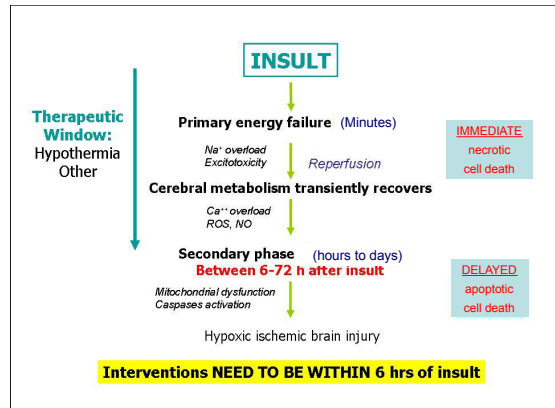 INSULT
Therapeutic
Window:
Hypothermia
Other
Primary energy failure (Minutes)
Na⁺ overload
Excitotoxicity
Reperfusion
IMMEDIATE
necrotic
cell death
Cerebral metabolism transiently recovers
Ca⁺⁺ overload
ROS, NO
Secondary phase (hours to days)
Between 6-72 h after insult
DELAYED
apoptotic
cell death
Mitochondrial dysfunction
Caspases activation
Hypoxic ischemic brain injury
Interventions NEED TO BE WITHIN 6 hrs of insult